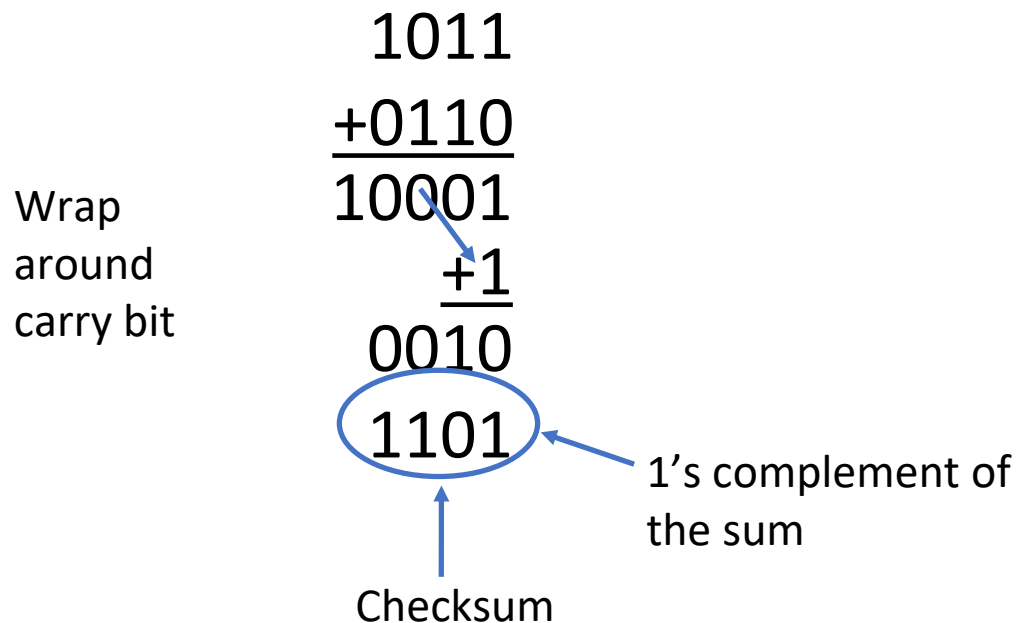 1011
+0110
10001
Wrap
around
carry bit
+1
0010
1101
1's complement of
the sum
Checksum